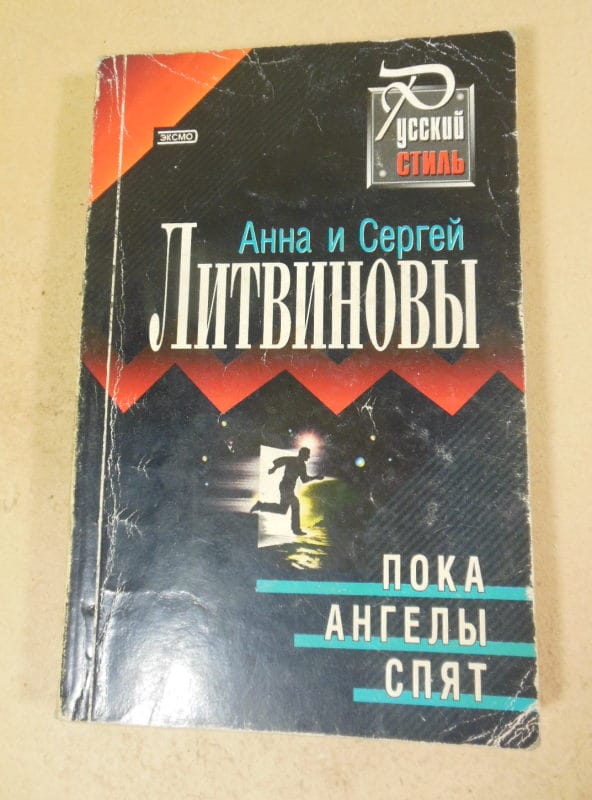 Русский
СТИЛЬ
ЭКСМО
Анна и Сергей
ЛИТВИНОВЫ
ПОКА
АНГЕЛЫ
СПЯТ